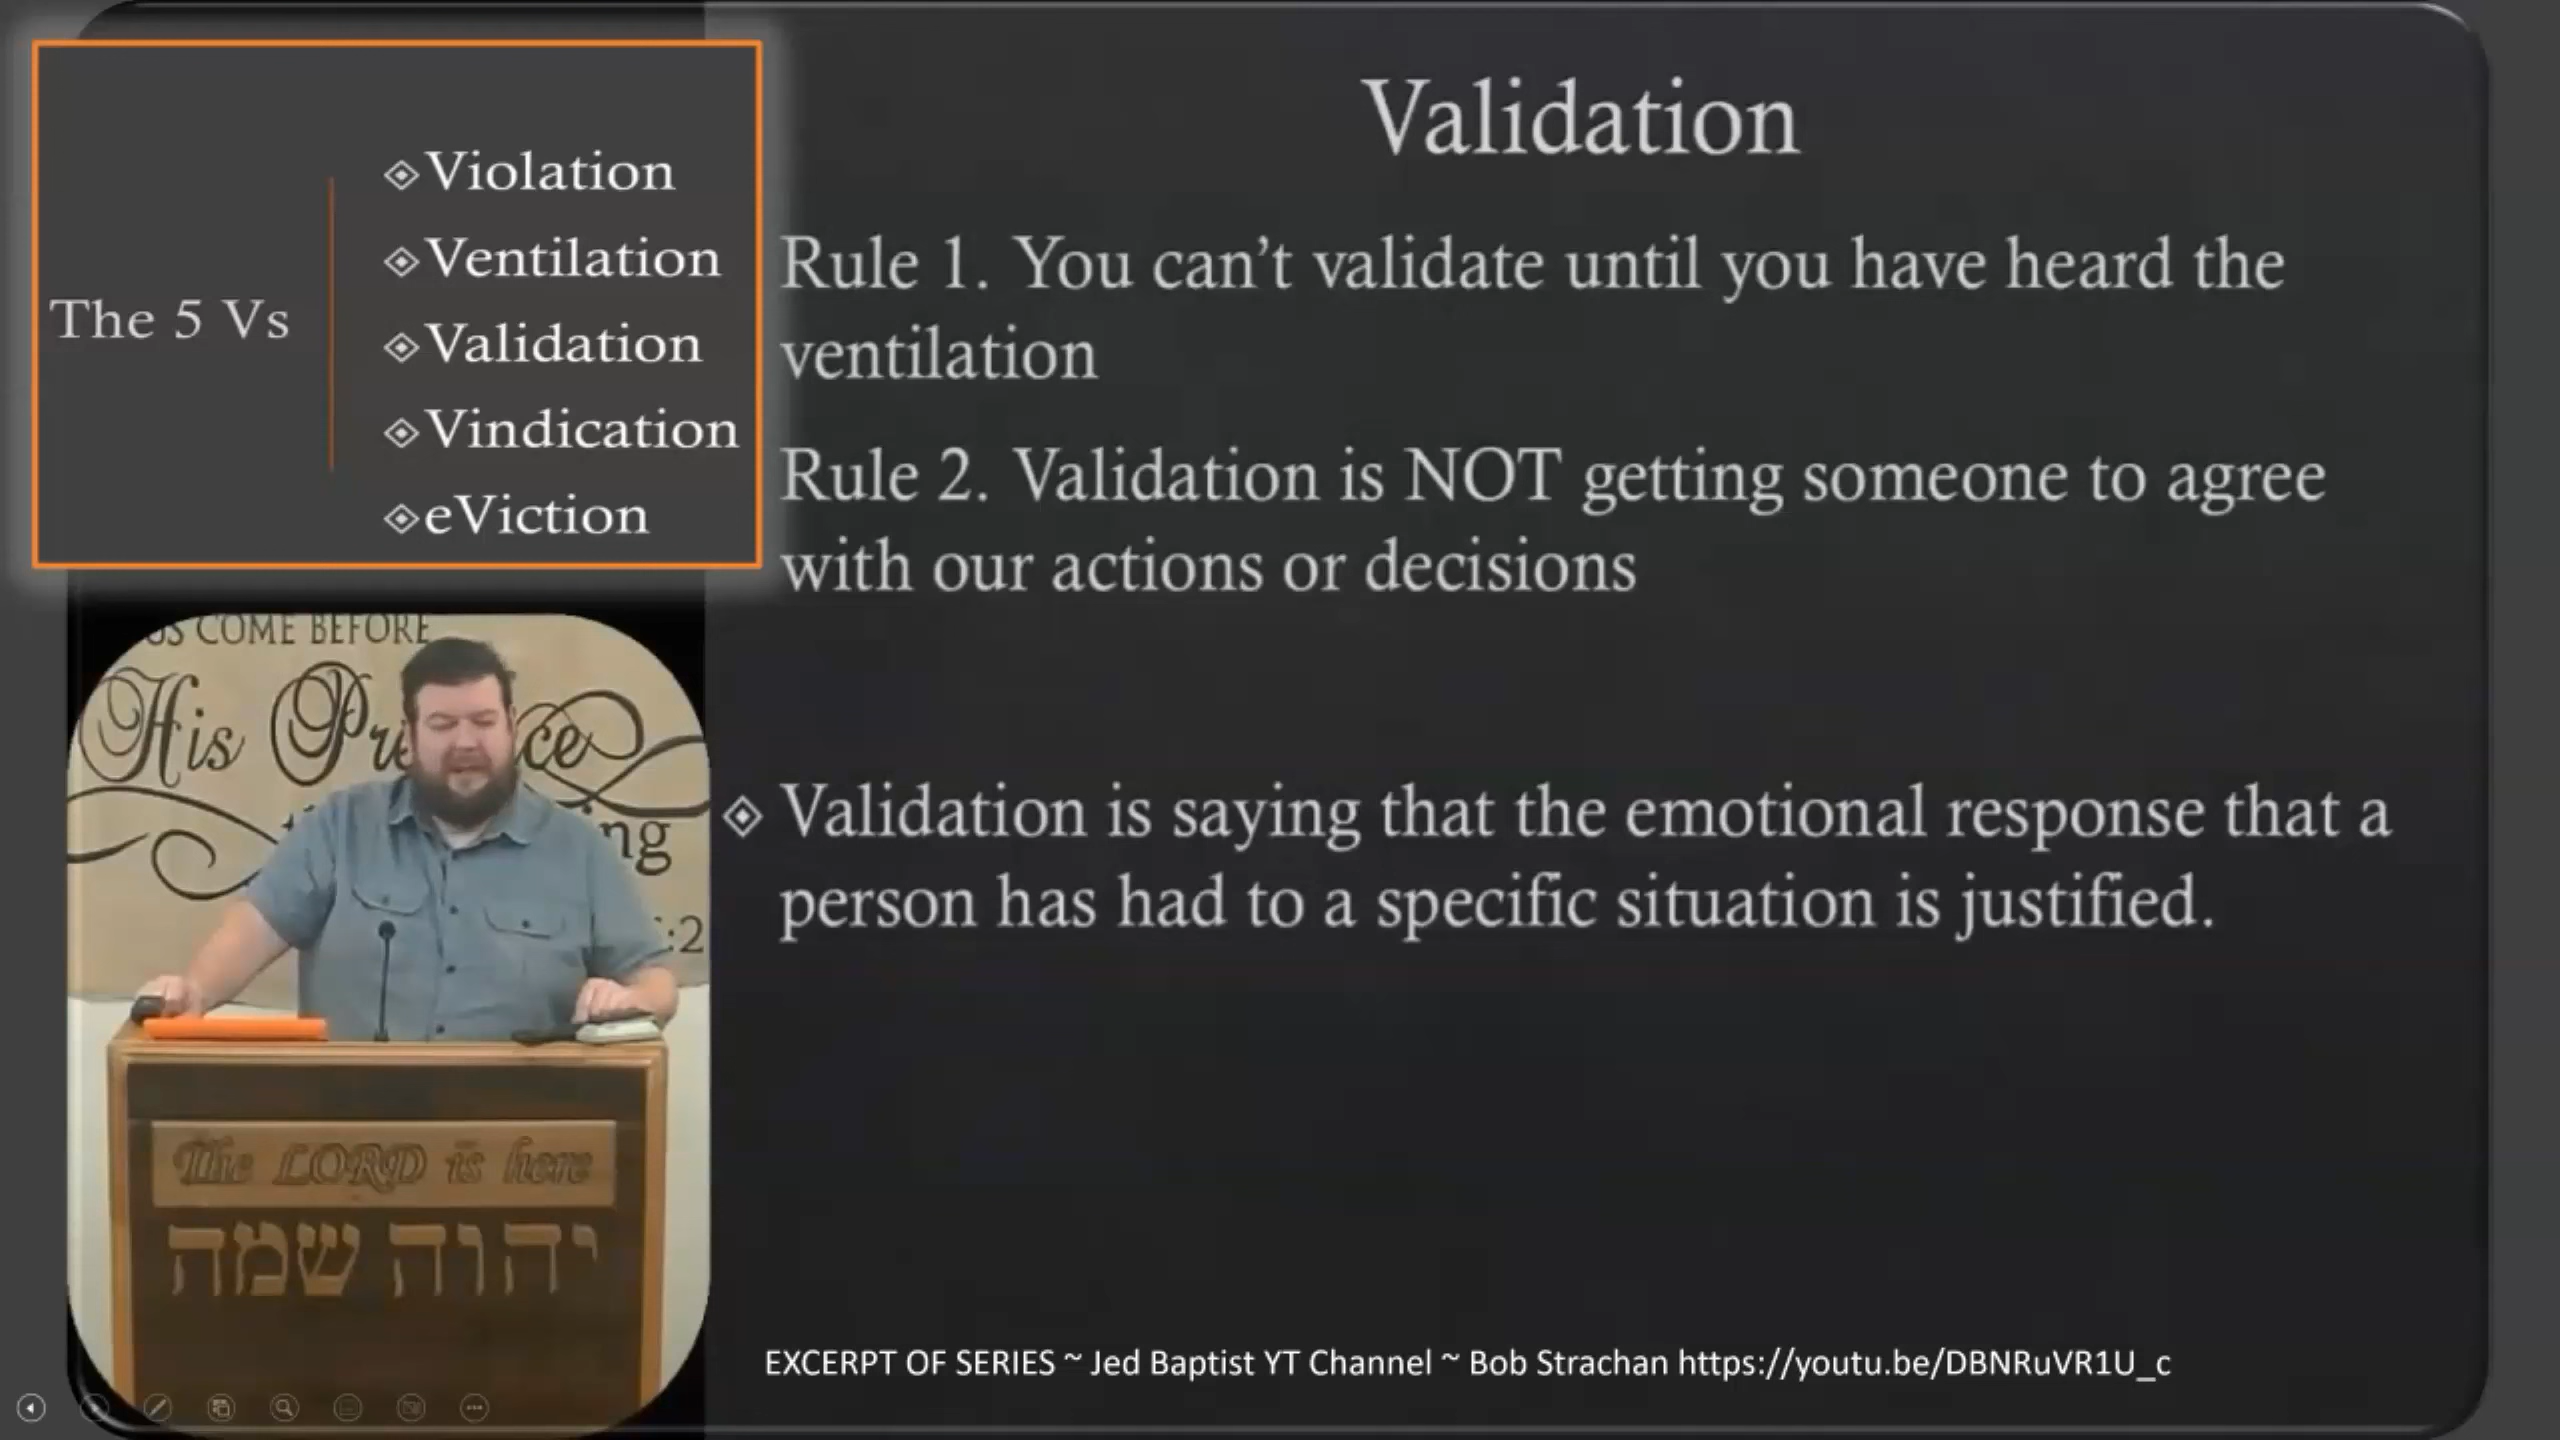 The 5 Vs
Violation
Ventilation
Validation
Vindication
eViction
Validation
Rule 1. You can’t validate until you have heard the
ventilation
Rule 2. Validation is NOT getting someone to agree
with our actions or decisions
Validation is saying that the emotional response that a
person has had to a specific situation is justified.
COME BEFORE
His
The LORD is here
יהוה שמה
EXCERPT OF SERIES ~ Jed Baptist YT Channel ~ Bob Strachan https://youtu.be/DBNRuVR1U_c